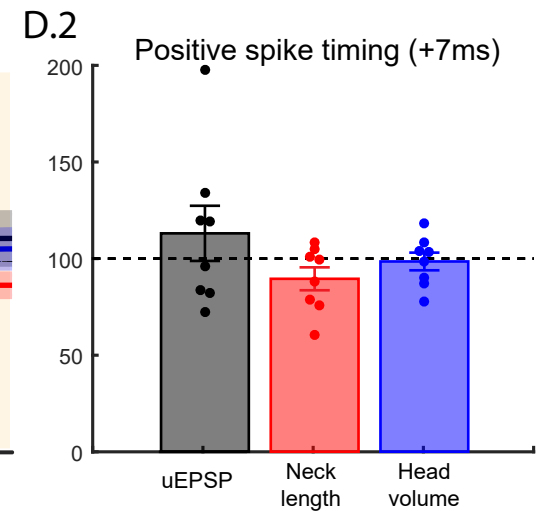 D.2
Positive spike timing (+7ms)
200
150
100
50
0
uEPSP
Neck
length
Head
volume